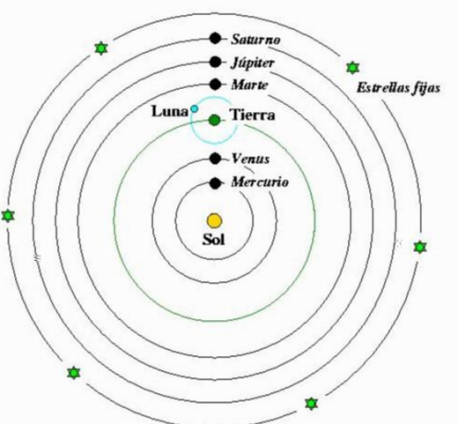 Saturno
Júpiter
Marte
Estrellas fijas
Luna
Tierra
Venus
Mercurio
Sol